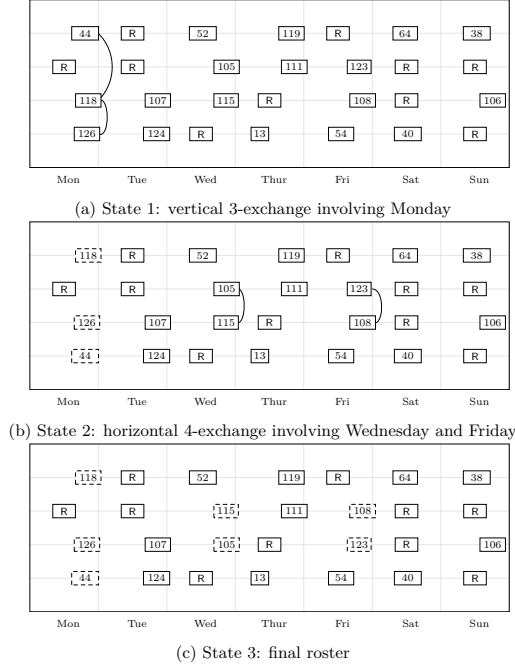 44 R 52 119 R 64 38
R R 105 111 123 R R
118 107 115 R 108 R 106
126 124 R 13 54 40 R
Mon Tue Wed Thur Fri Sat Sun
(a) State 1: vertical 3-exchange involving Monday
118 R 52 119 R 64 38
R R 105 111 123 R R
126 107 115 R 108 R 106
44 124 R 13 54 40 R
Mon Tue Wed Thur Fri Sat Sun
(b) State 2: horizontal 4-exchange involving Wednesday and Friday
118 R 52 119 R 64 38
R R 115 111 108 R R
126 107 105 R 123 R 106
44 124 R 13 54 40 R
Mon Tue Wed Thur Fri Sat Sun
(c) State 3: final roster